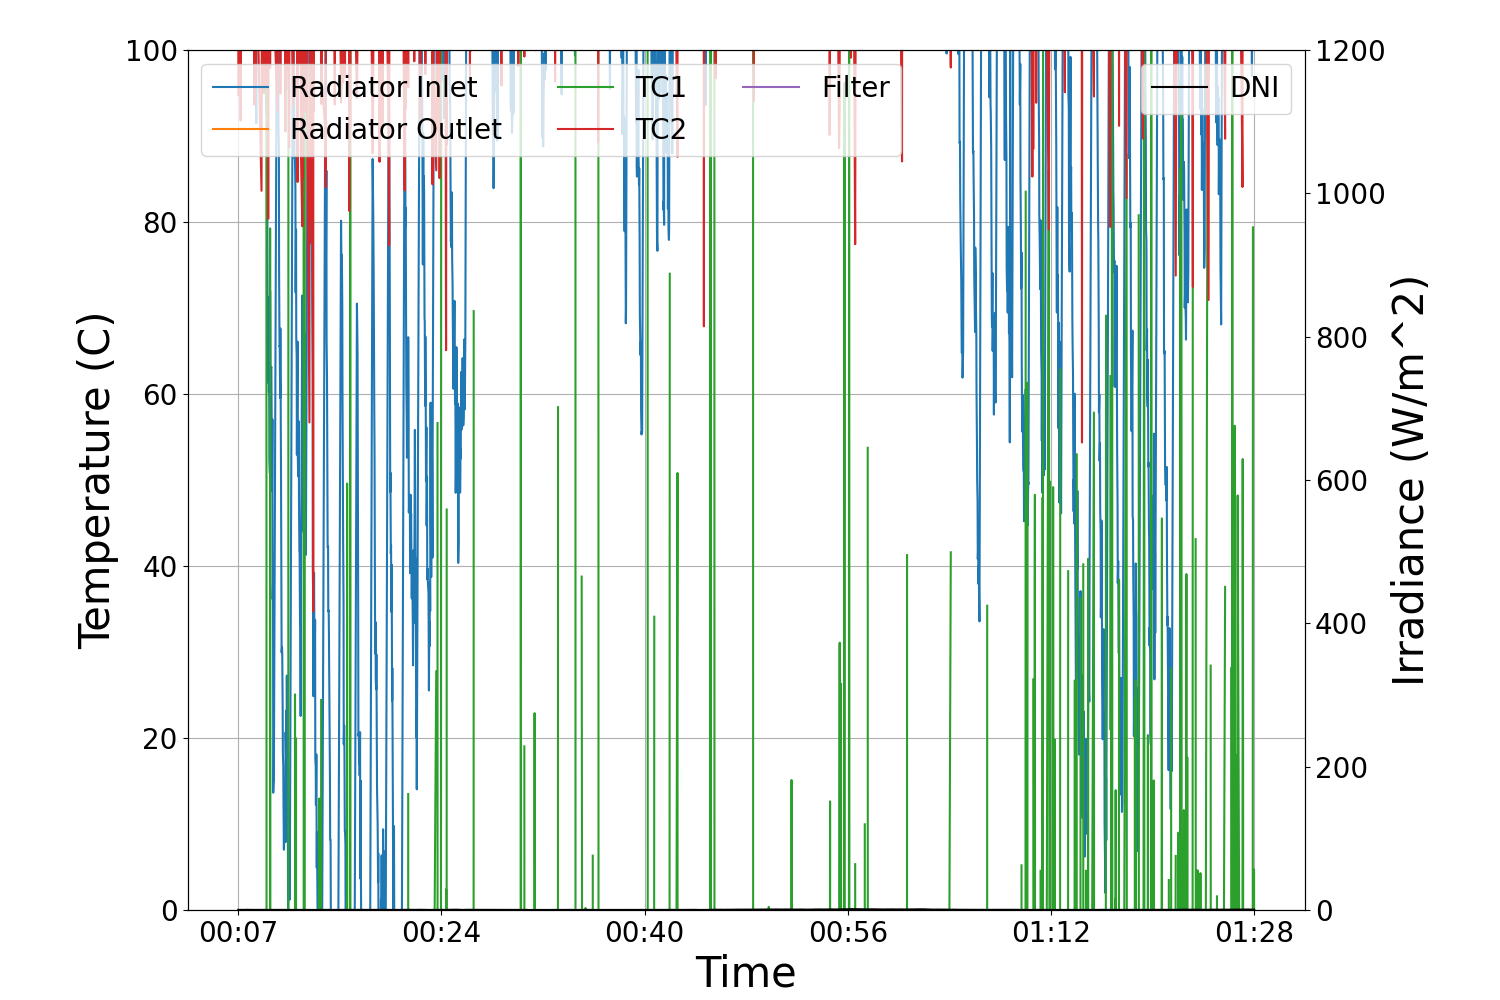 100
80
60
40
20
0
Temperature (C)
Radiator Inlet
Radiator Outlet
TC1
TC2
Filter
DNI
1200
1000
800
600
400
200
0
Irradiance (W/m^2)
00:07 00:24 00:40 00:56 01:12 01:28
Time